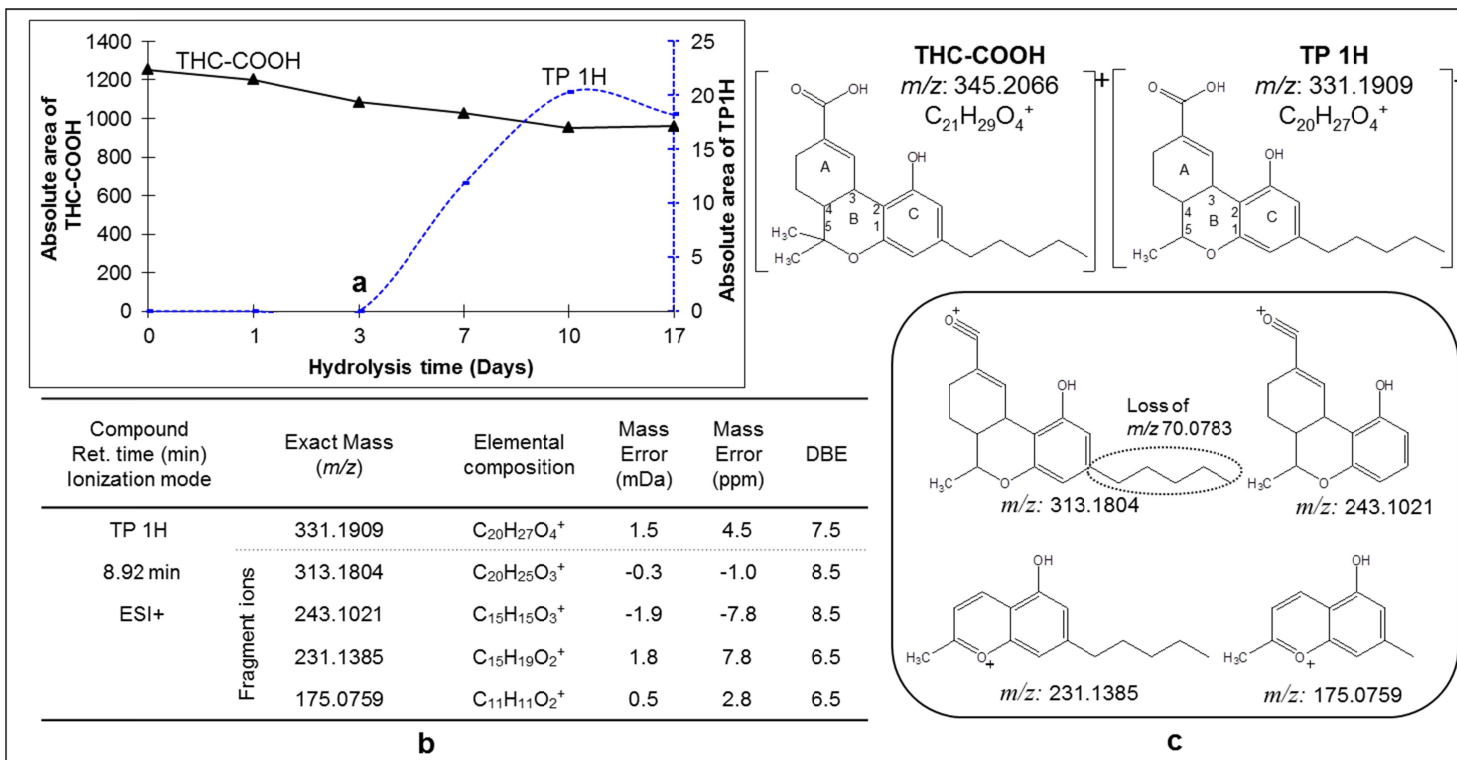 1400
1200
1000
800
600
400
200
0
Absolute area of
THC-COOH
THC-COOH
TP 1H
a
25
20
15
10
5
0
Absolute area of TP1H
0 1 3 7 10 17
Hydrolysis time (Days)
THC-COOH
m/z: 345.2066
C₂₁H₂₉O₄⁺
O
OH
A
OH
3
4
B
2
C
5
1
H₃C
H₃C
O
+
TP 1H
m/z: 331.1909
C₂₀H₂₇O₄⁺
O
OH
A
OH
3
4
B
2
C
5
1
H₃C
O
+
Compound
Ret. time (min)
Ionization mode
Exact Mass
(m/z)
Elemental
composition
Mass
Error
(mDa)
Mass
Error
(ppm)
DBE
TP 1H 331.1909 C₂₀H₂₇O₄⁺ 1.5 4.5 7.5
Fragment ions
8.92 min 313.1804 C₂₀H₂₅O₃⁺ -0.3 -1.0 8.5
ESI+ 243.1021 C₁₅H₁₅O₃⁺ -1.9 -7.8 8.5
231.1385 C₁₅H₁₉O₂⁺ 1.8 7.8 6.5
175.0759 C₁₁H₁₁O₂⁺ 0.5 2.8 6.5
b
+
O
OH
H₃C
O
Loss of
m/z 70.0783
m/z: 313.1804
+
O
OH
H₃C
O
m/z: 243.1021
OH
H₃C
O
+
m/z: 231.1385
OH
H₃C
O
+
m/z: 175.0759
c